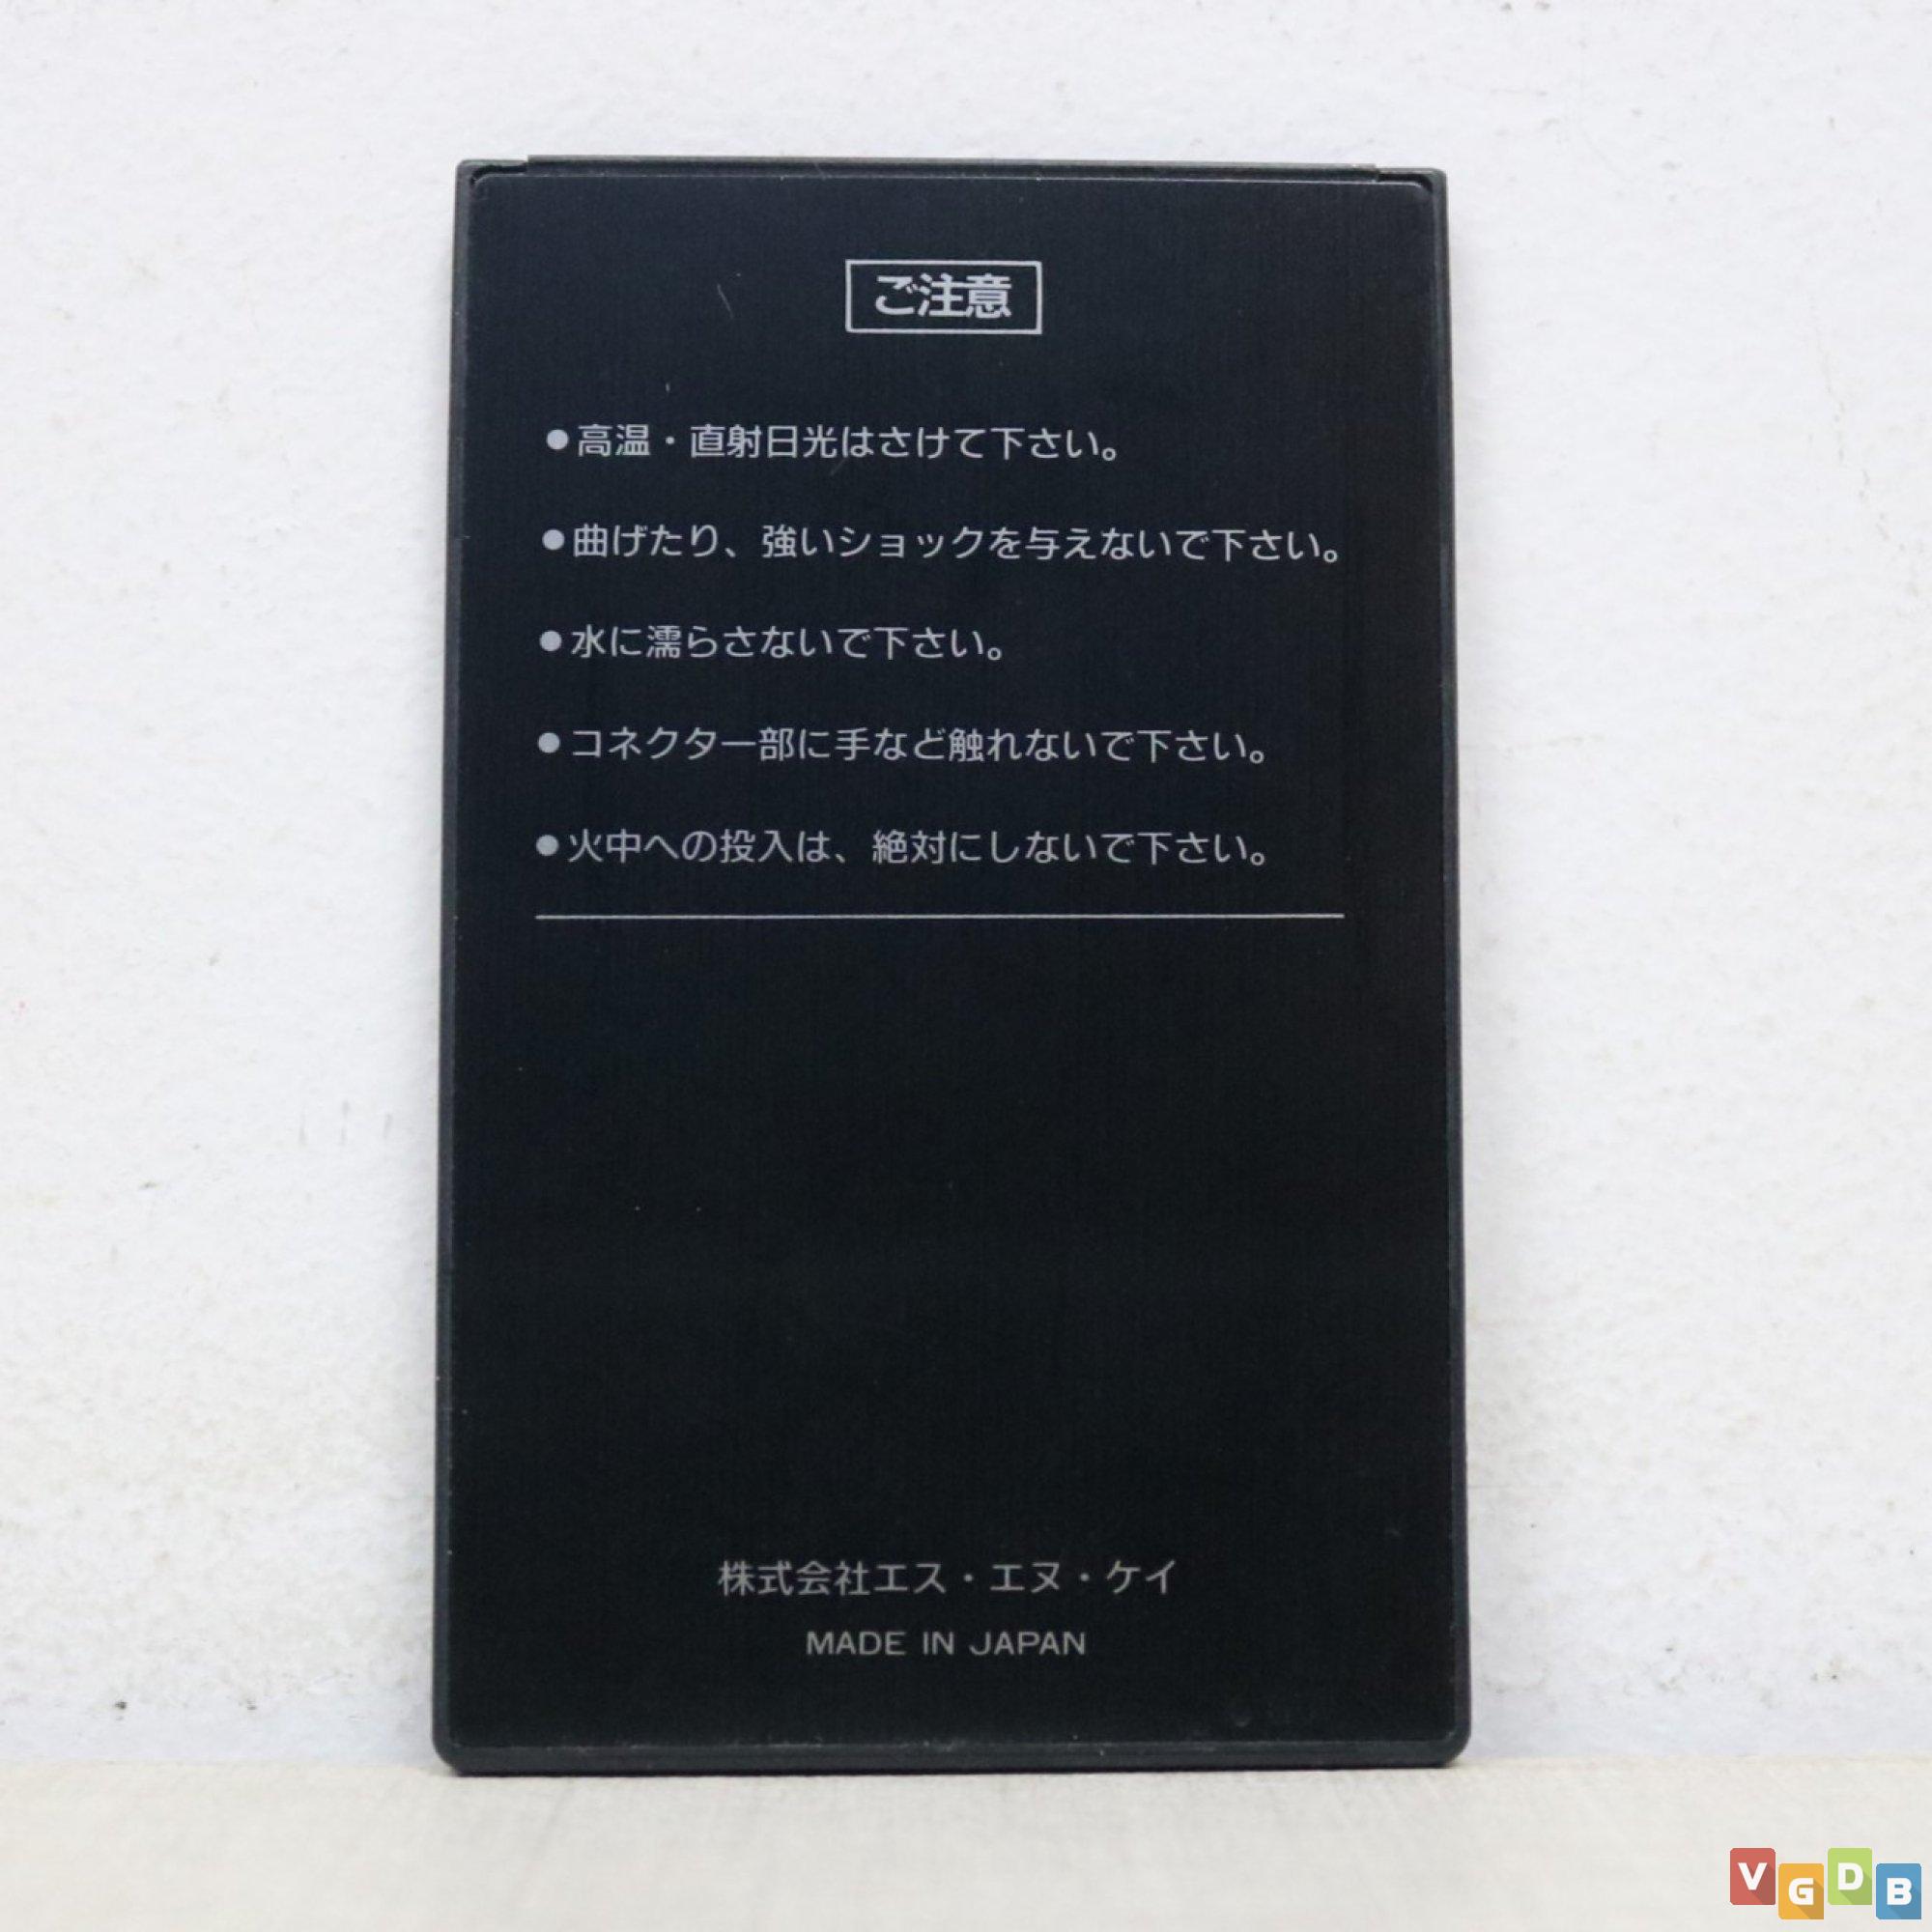 ご注意
●高温・直射日光はさけて下さい。
●曲げたり、強いショックを与えないで下さい。
●水に濡らさないで下さい。
●コネクター部に手など触れないで下さい。
●火中への投入は、絶対にしないで下さい。
株式会社エス・エヌ・ケイ
MADE IN JAPAN
VGDB